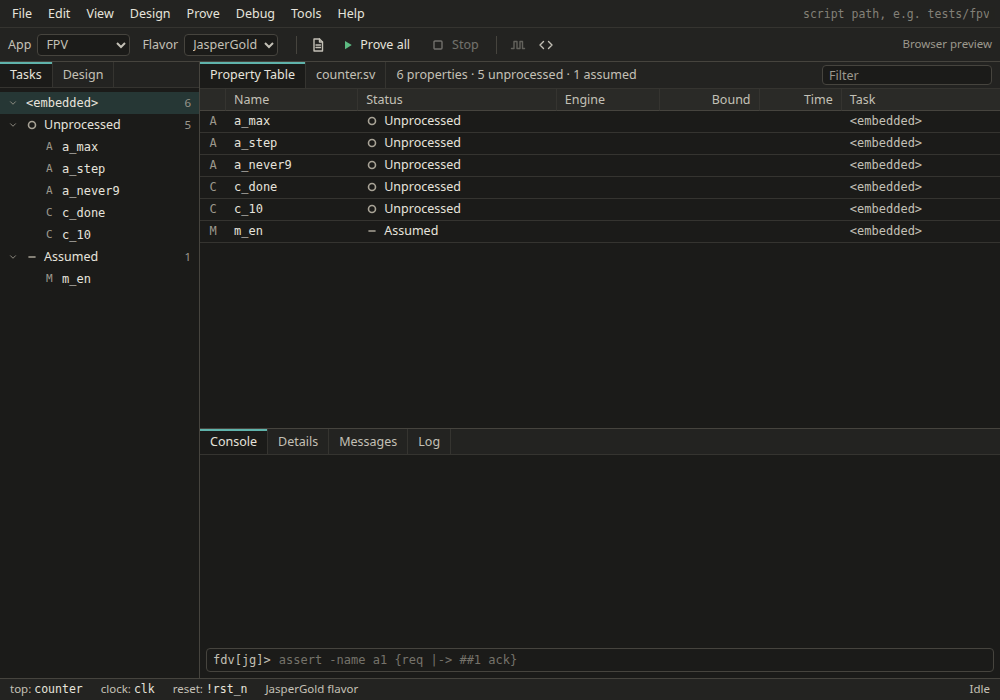 File Edit View Design Prove Debug Tools Help script path, e.g. tests/fpv
App FPV Flavor JasperGold Prove all Stop Browser preview
Tasks Design Property Table counter.sv 6 properties · 5 unprocessed · 1 assumed Filter
<embedded> 6
Unprocessed 5
A a_max
A a_step
A a_never9
C c_done
C c_10
Assumed 1
M m_en
Name Status Engine Bound Time Task
A a_max Unprocessed <embedded>
A a_step Unprocessed <embedded>
A a_never9 Unprocessed <embedded>
C c_done Unprocessed <embedded>
C c_10 Unprocessed <embedded>
M m_en Assumed <embedded>
Console Details Messages Log
fdv[jg]> assert -name a1 {req |-> ##1 ack}
top: counter clock: clk reset: !rst_n JasperGold flavor Idle